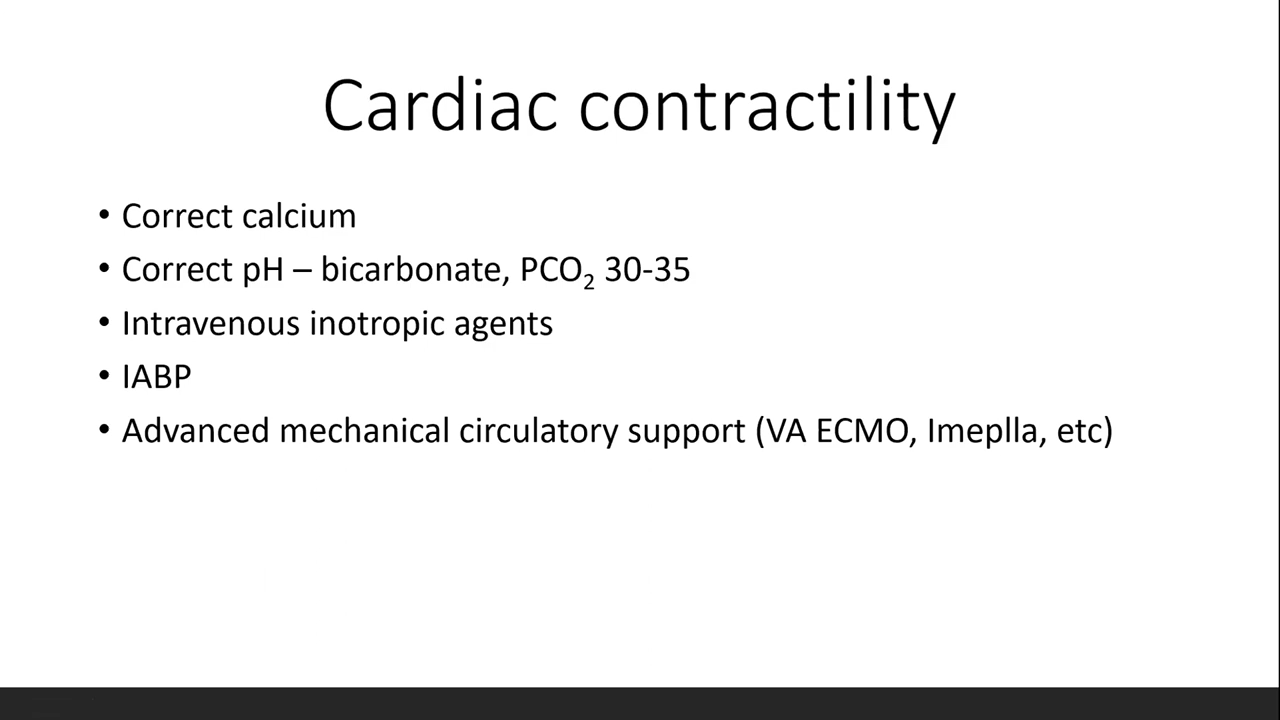 Cardiac contractility
• Correct calcium
• Correct pH – bicarbonate, PCO₂ 30-35
• Intravenous inotropic agents
• IABP
• Advanced mechanical circulatory support (VA ECMO, Imeplla, etc)